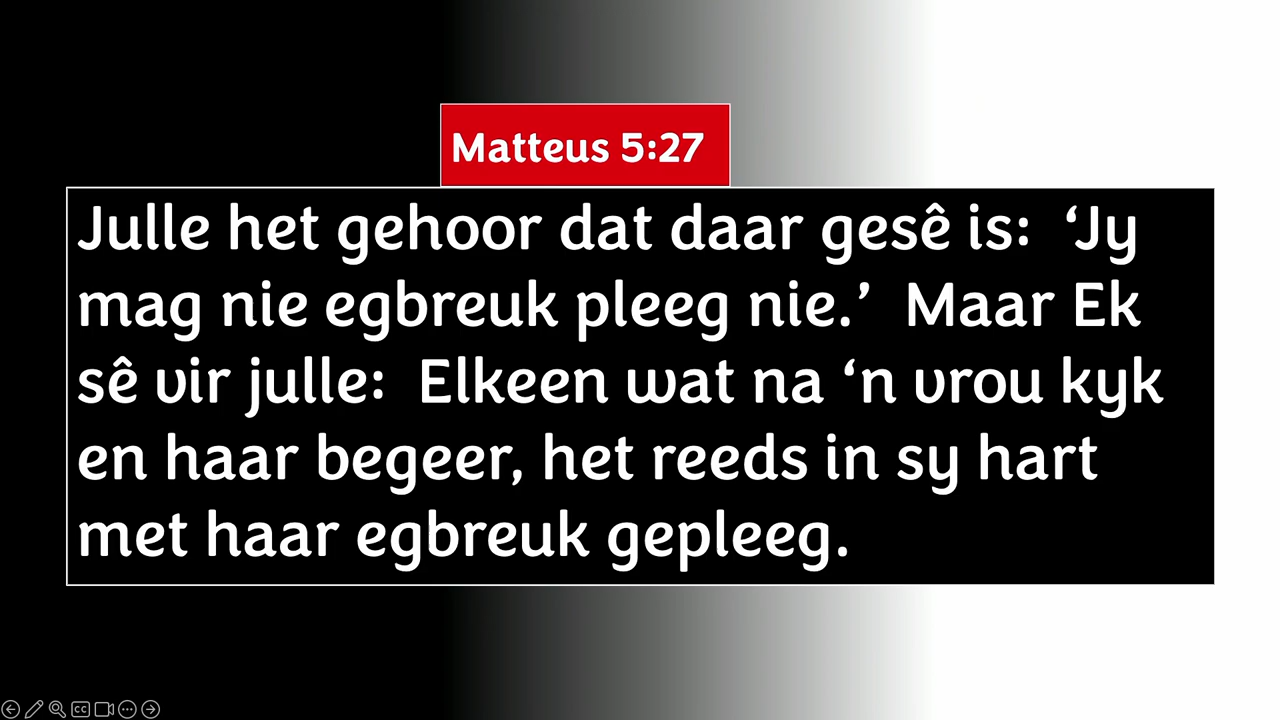 Matteus 5:27
Julle het gehoor dat daar gesê is:  ‘Jy
mag nie egbreuk pleeg nie.’  Maar Ek
sê vir julle:  Elkeen wat na ‘n vrou kyk
en haar begeer, het reeds in sy hart
met haar egbreuk gepleeg.